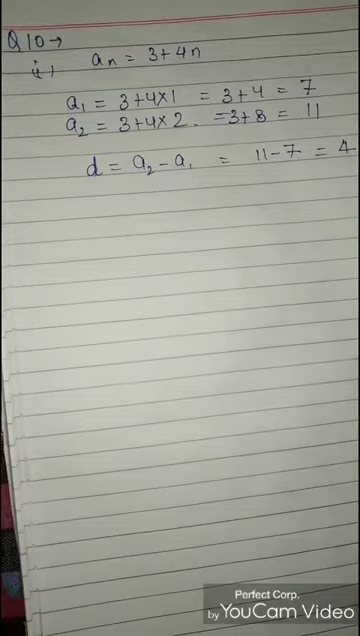 Q10→
ii) an = 3+4n
a1 = 3+4×1 = 3+4 = 7
a2 = 3+4×2. =3+8 = 11
d = a2 - a1 = 11-7 = 4
Perfect Corp.
by YouCam Video